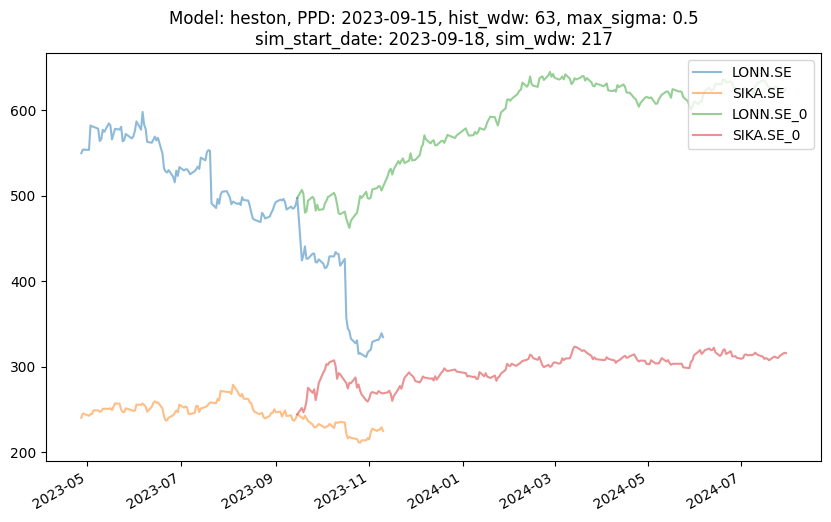 Model: heston, PPD: 2023-09-15, hist_wdw: 63, max_sigma: 0.5
sim_start_date: 2023-09-18, sim_wdw: 217
LONN.SE
SIKA.SE
LONN.SE_0
SIKA.SE_0
600
500
400
300
200
2023-05
2023-07
2023-09
2023-11
2024-01
2024-03
2024-05
2024-07